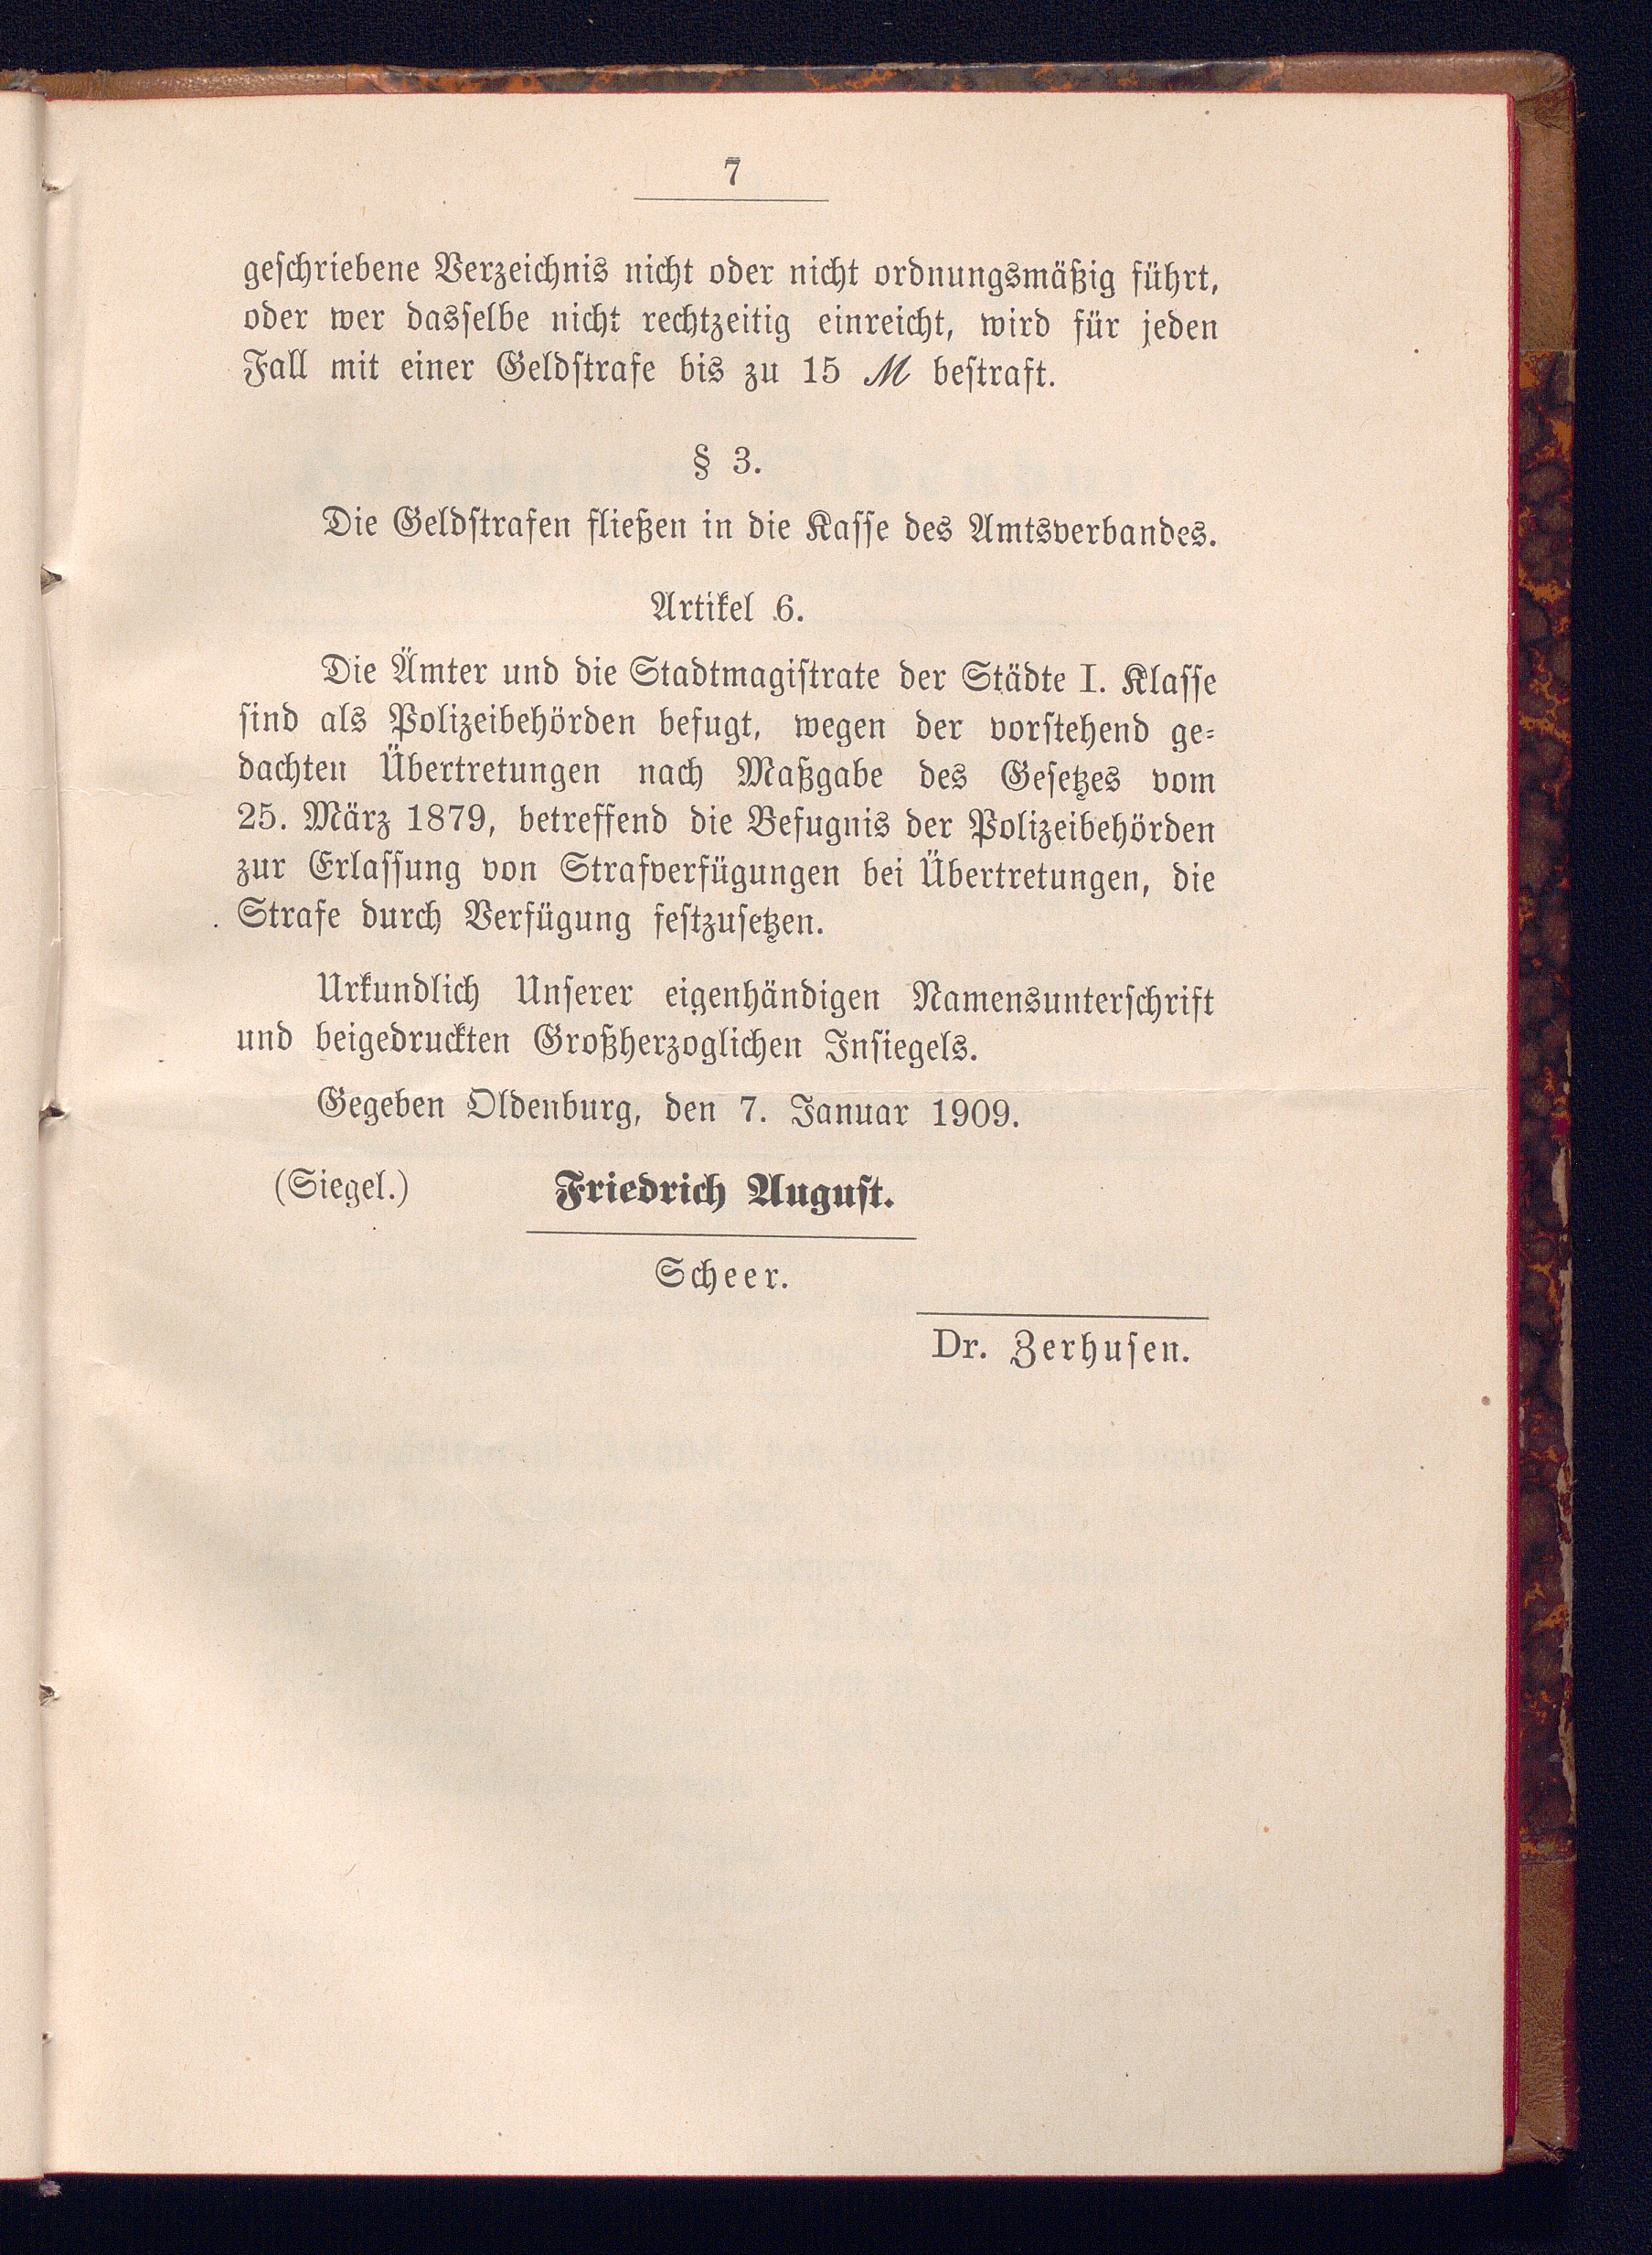 7
geschriebene Verzeichnis nicht oder nicht ordnungsmäßig führt,
oder wer dasselbe nicht rechtzeitig einreicht, wird für jeden
Fall mit einer Geldstrafe bis zu 15 ℳ bestraft.
§ 3.
Die Geldstrafen fließen in die Kasse des Amtsverbandes.
Artikel 6.
Die Ämter und die Stadtmagistrate der Städte I. Klasse
sind als Polizeibehörden befugt, wegen der vorstehend ge-
dachten Übertretungen nach Maßgabe des Gesetzes vom
25. März 1879, betreffend die Befugnis der Polizeibehörden
zur Erlassung von Strafverfügungen bei Übertretungen, die
Strafe durch Verfügung festzusetzen.
Urkundlich Unserer eigenhändigen Namensunterschrift
und beigedruckten Großherzoglichen Insiegels.
Gegeben Oldenburg, den 7. Januar 1909.
(Siegel.) Friedrich August.
Scheer.
Dr. Zerhusen.